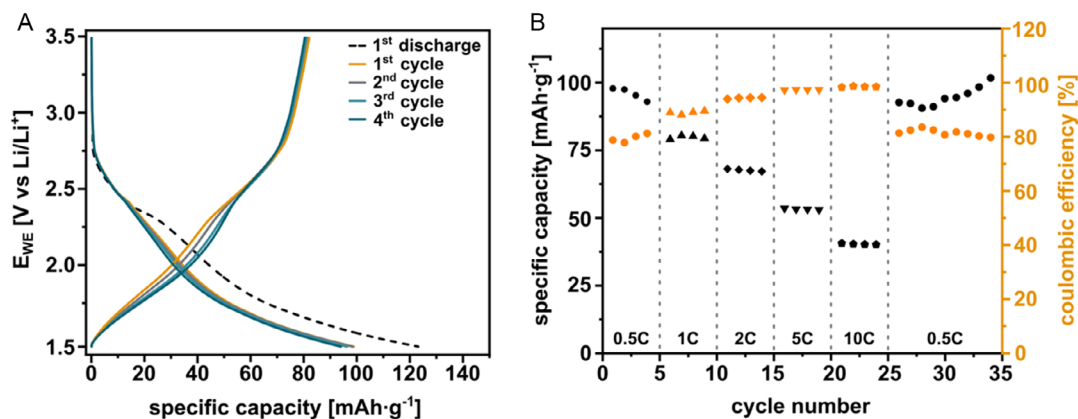 A
3.5
3.0
2.5
2.0
1.5
E_WE [V vs Li/Li⁺]
0 20 40 60 80 100 120 140
specific capacity [mAh·g⁻¹]
1ˢᵗ discharge
1ˢᵗ cycle
2ⁿᵈ cycle
3ʳᵈ cycle
4ᵗʰ cycle
B
100
75
50
25
0
specific capacity [mAh·g⁻¹]
0.5C 1C 2C 5C 10C 0.5C
0 5 10 15 20 25 30 35
cycle number
120
100
80
60
40
20
0
coulombic efficiency [%]